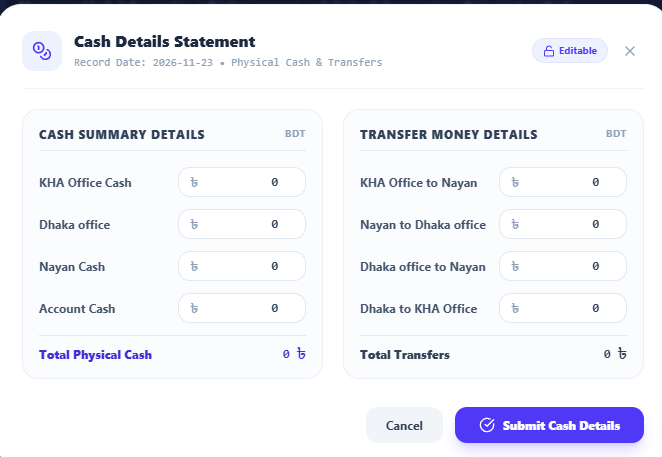 Cash Details Statement
Record Date: 2026-11-23 • Physical Cash & Transfers
Editable
CASH SUMMARY DETAILS BDT
KHA Office Cash ৳ 0
Dhaka office ৳ 0
Nayan Cash ৳ 0
Account Cash ৳ 0
Total Physical Cash 0 ৳
TRANSFER MONEY DETAILS BDT
KHA Office to Nayan ৳ 0
Nayan to Dhaka office ৳ 0
Dhaka office to Nayan ৳ 0
Dhaka to KHA Office ৳ 0
Total Transfers 0 ৳
Cancel
Submit Cash Details